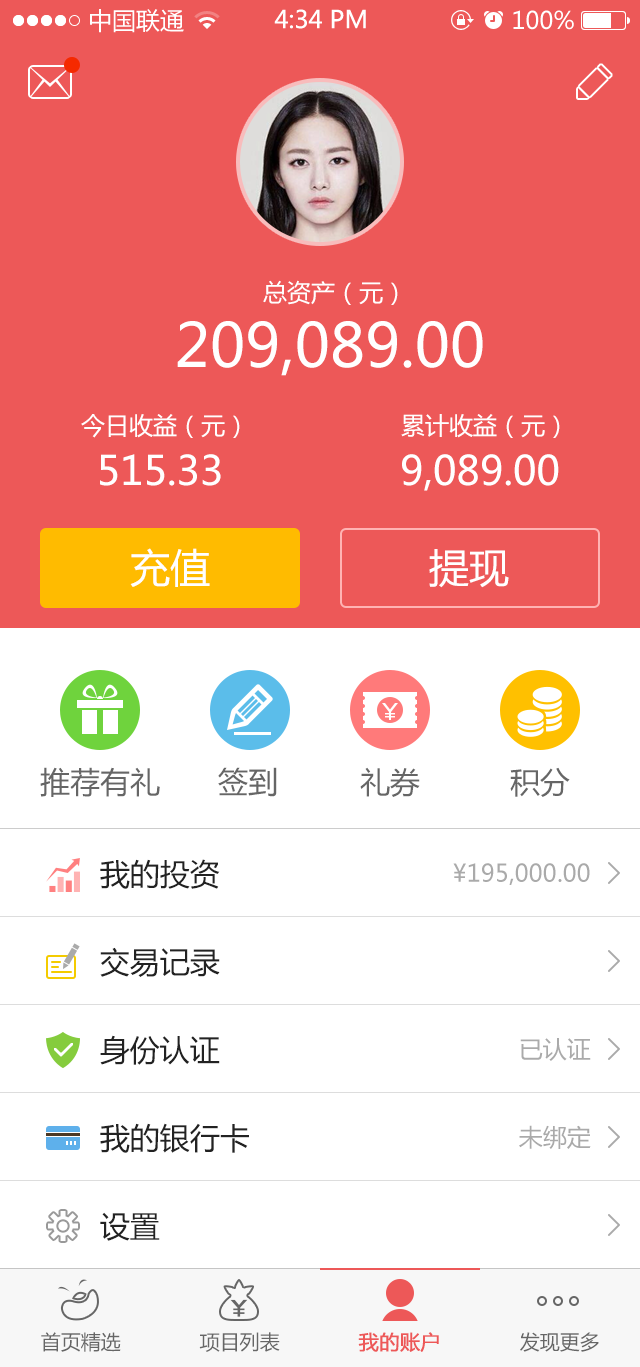 中国联通 4:34 PM 100%
总资产（元）
209,089.00
今日收益（元） 累计收益（元）
515.33 9,089.00
充值 提现
¥
推荐有礼 签到 礼券 积分
我的投资 ¥195,000.00
交易记录
身份认证 已认证
我的银行卡 未绑定
设置
¥
首页精选 项目列表 我的账户 发现更多